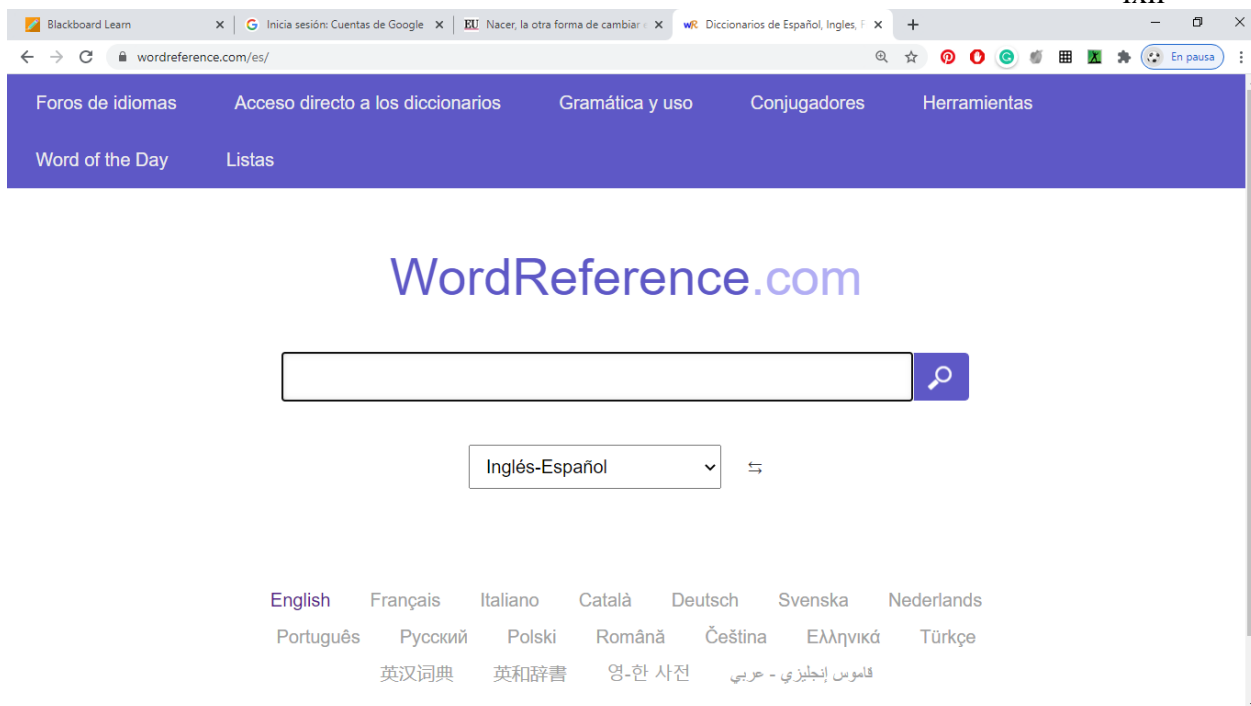 Blackboard Learn
Inicia sesión: Cuentas de Google
EU Nacer, la otra forma de cambiar e
WR Diccionarios de Español, Ingles, F
wordreference.com/es/
En pausa
Foros de idiomas Acceso directo a los diccionarios Gramática y uso Conjugadores Herramientas
Word of the Day Listas
WordReference.com
Inglés-Español
English Français Italiano Català Deutsch Svenska Nederlands
Português Русский Polski Română Čeština Ελληνικά Türkçe
英汉词典 英和辞書 영-한 사전 قاموس إنجليزي - عربي